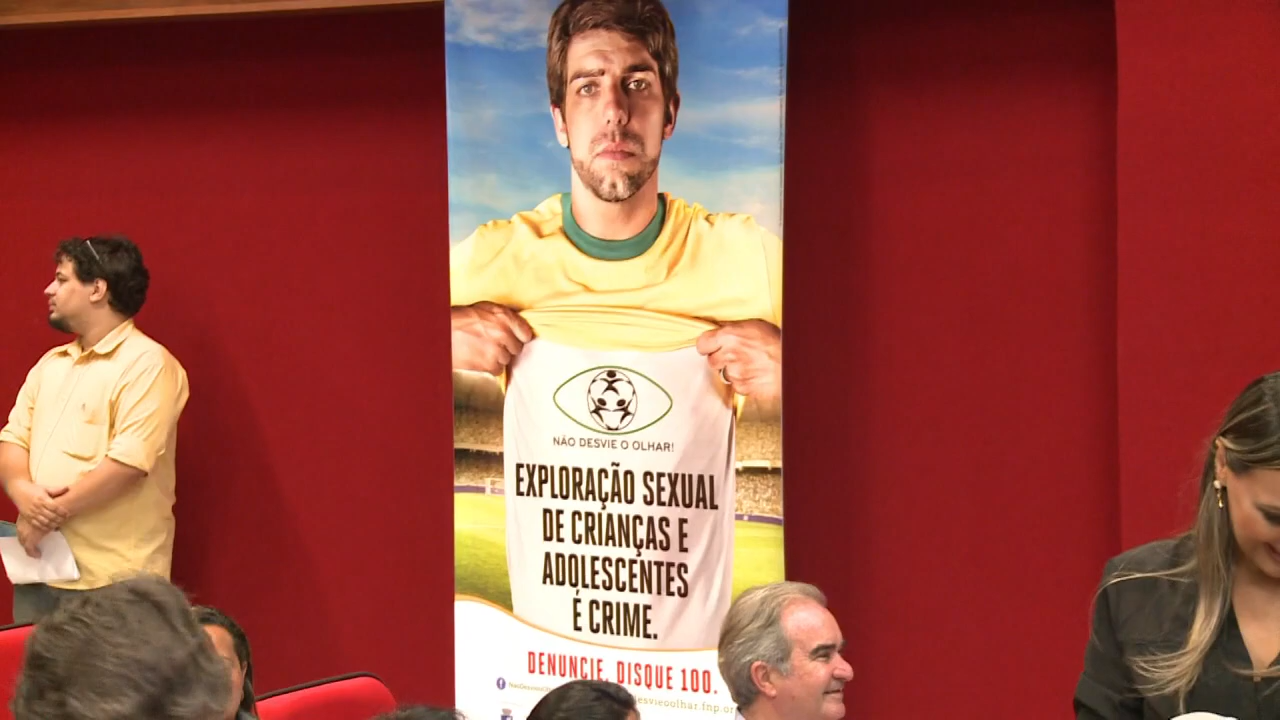 NÃO DESVIE O OLHAR!
EXPLORAÇÃO SEXUAL
DE CRIANÇAS E
ADOLESCENTES
É CRIME.
DENUNCIE. DISQUE 100.